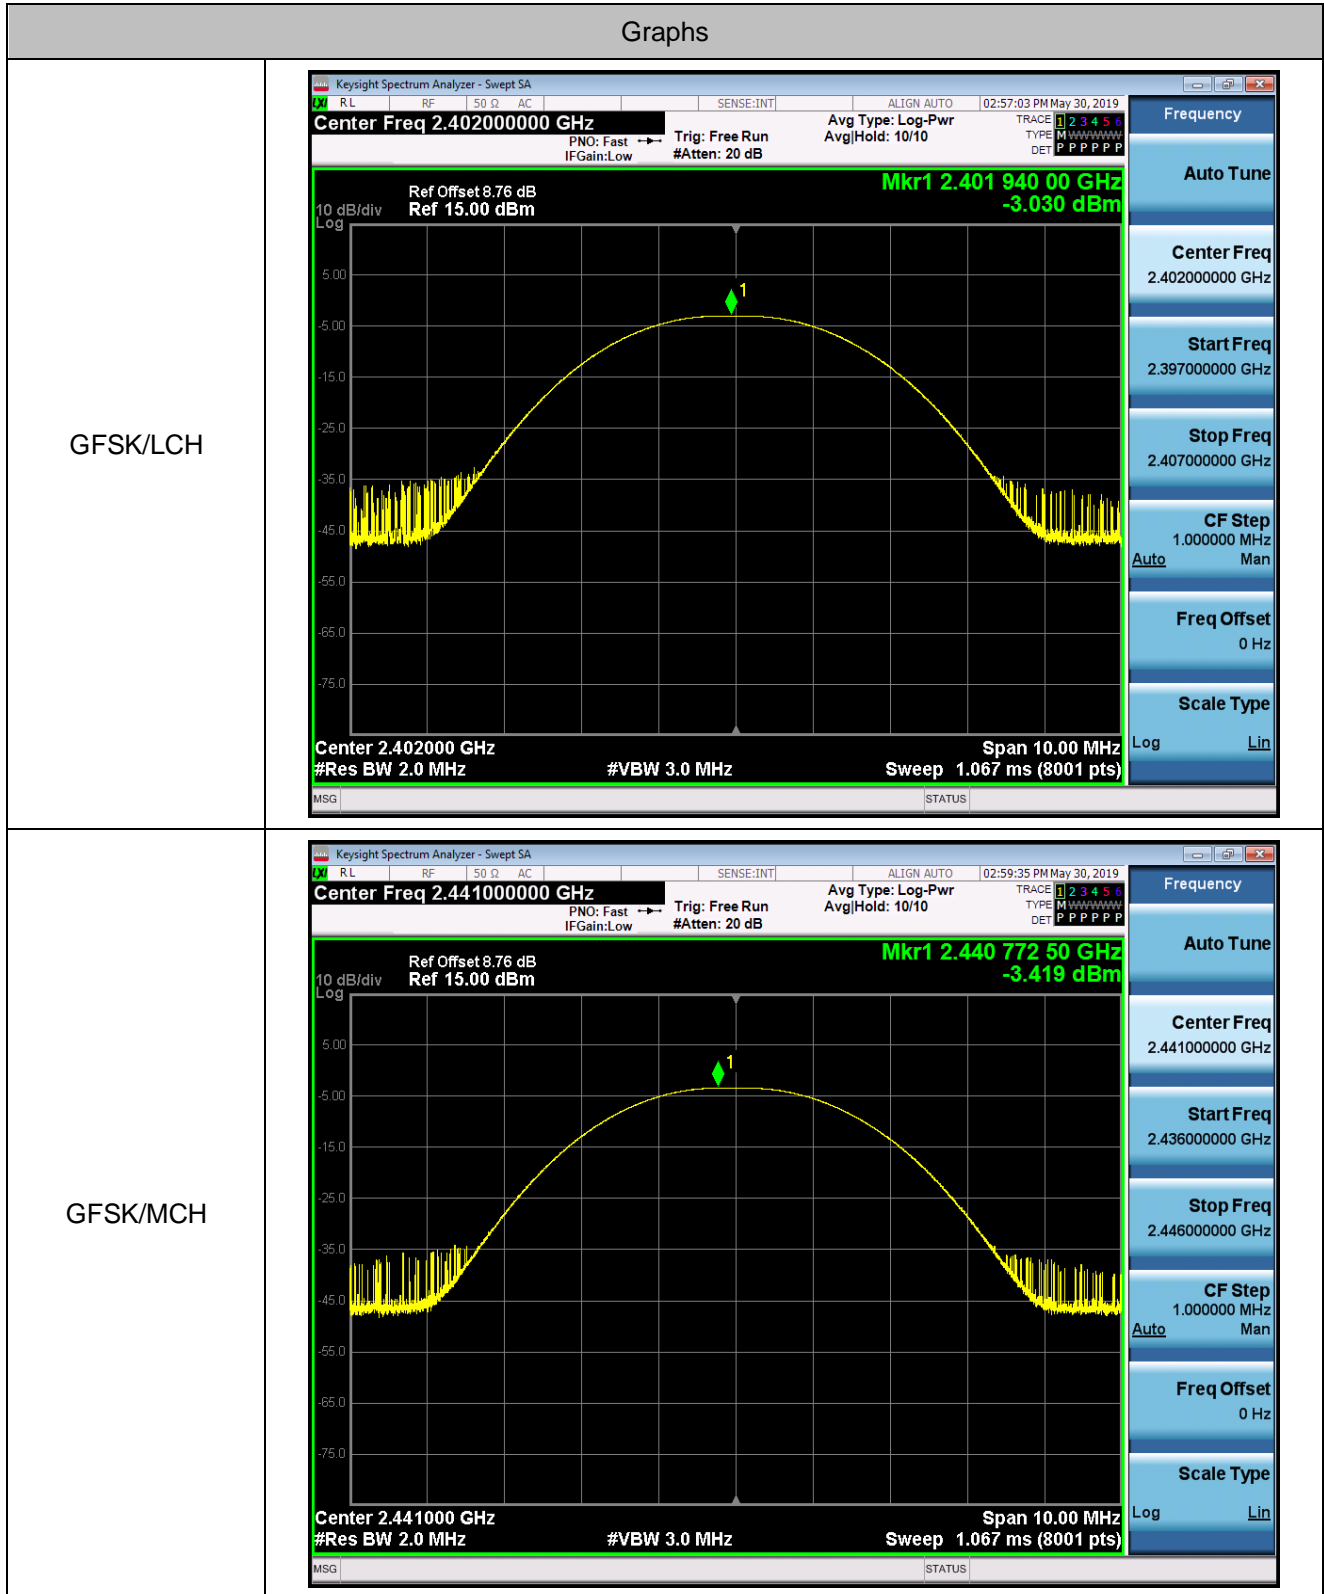 Graphs
GFSK/LCH
Keysight Spectrum Analyzer - Swept SA
LXI RL RF 50 Ω AC SENSE:INT ALIGN AUTO 02:57:03 PM May 30, 2019
Center Freq 2.402000000 GHz
PNO: Fast
IFGain:Low
Trig: Free Run
#Atten: 20 dB
Avg Type: Log-Pwr
Avg|Hold: 10/10
TRACE 1 2 3 4 5 6
TYPE M WWWWW
DET P P P P P P
Mkr1 2.401 940 00 GHz
-3.030 dBm
Ref Offset 8.76 dB
10 dB/div Ref 15.00 dBm
Log
5.00
-5.00
-15.0
-25.0
-35.0
-45.0
-55.0
-65.0
-75.0
1
Center 2.402000 GHz Span 10.00 MHz
#Res BW 2.0 MHz #VBW 3.0 MHz Sweep 1.067 ms (8001 pts)
MSG STATUS
Frequency
Auto Tune
Center Freq
2.402000000 GHz
Start Freq
2.397000000 GHz
Stop Freq
2.407000000 GHz
CF Step
1.000000 MHz
Auto Man
Freq Offset
0 Hz
Scale Type
Log Lin
GFSK/MCH
Keysight Spectrum Analyzer - Swept SA
LXI RL RF 50 Ω AC SENSE:INT ALIGN AUTO 02:59:35 PM May 30, 2019
Center Freq 2.441000000 GHz
PNO: Fast
IFGain:Low
Trig: Free Run
#Atten: 20 dB
Avg Type: Log-Pwr
Avg|Hold: 10/10
TRACE 1 2 3 4 5 6
TYPE M WWWWW
DET P P P P P P
Mkr1 2.440 772 50 GHz
-3.419 dBm
Ref Offset 8.76 dB
10 dB/div Ref 15.00 dBm
Log
5.00
-5.00
-15.0
-25.0
-35.0
-45.0
-55.0
-65.0
-75.0
1
Center 2.441000 GHz Span 10.00 MHz
#Res BW 2.0 MHz #VBW 3.0 MHz Sweep 1.067 ms (8001 pts)
MSG STATUS
Frequency
Auto Tune
Center Freq
2.441000000 GHz
Start Freq
2.436000000 GHz
Stop Freq
2.446000000 GHz
CF Step
1.000000 MHz
Auto Man
Freq Offset
0 Hz
Scale Type
Log Lin